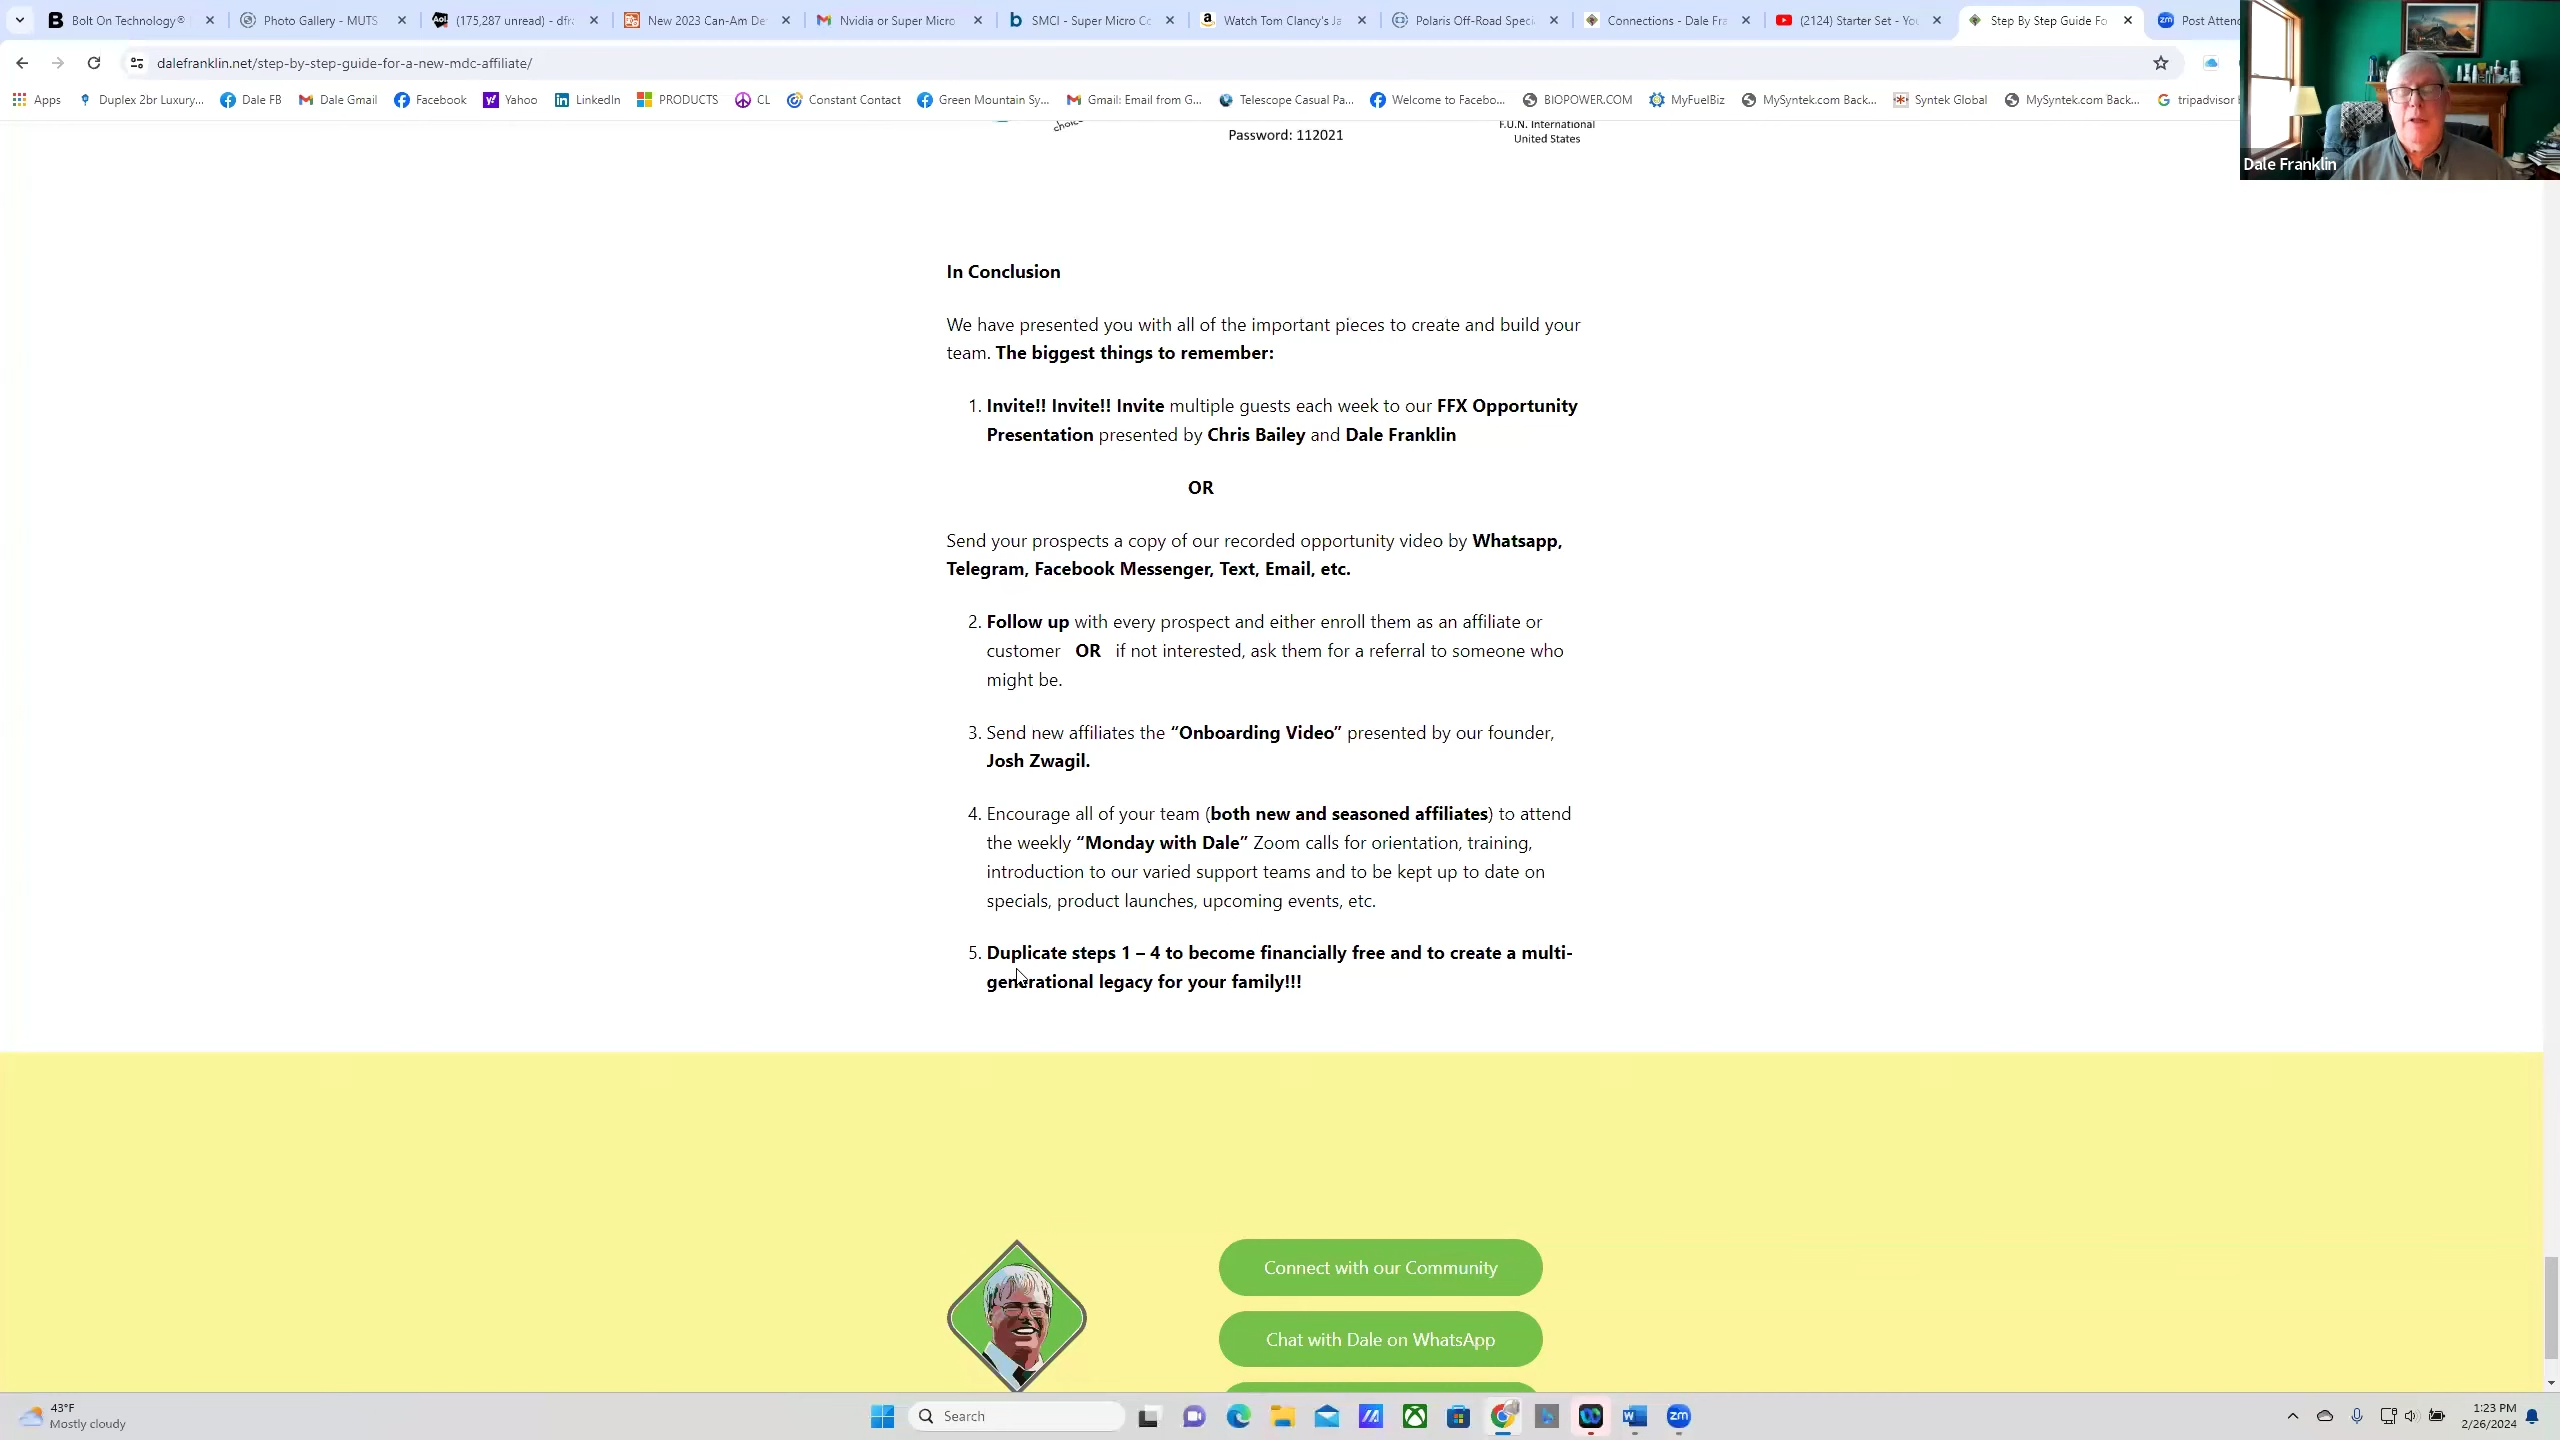 Bolt On Technology®
Photo Gallery - MUTS
(175,287 unread) - dfr
New 2023 Can-Am De
Nvidia or Super Micro
SMCI - Super Micro Co
Watch Tom Clancy's Ja
Polaris Off-Road Speci
Connections - Dale Fra
(2124) Starter Set - You
Step By Step Guide Fo
Post Attend
dalefranklin.net/step-by-step-guide-for-a-new-mdc-affiliate/
Apps
Duplex 2br Luxury...
Dale FB
Dale Gmail
Facebook
Yahoo
LinkedIn
PRODUCTS
CL
Constant Contact
Green Mountain Sy...
Gmail: Email from G...
Telescope Casual Pa...
Welcome to Facebo...
BIOPOWER.COM
MyFuelBiz
MySyntek.com Back...
Syntek Global
MySyntek.com Back...
tripadvisor
Dale Franklin
choice
Password: 112021
F.U.N. International
United States
In Conclusion
We have presented you with all of the important pieces to create and build your
team. The biggest things to remember:
1. Invite!! Invite!! Invite multiple guests each week to our FFX Opportunity
Presentation presented by Chris Bailey and Dale Franklin
OR
Send your prospects a copy of our recorded opportunity video by Whatsapp,
Telegram, Facebook Messenger, Text, Email, etc.
2. Follow up with every prospect and either enroll them as an affiliate or
customer OR if not interested, ask them for a referral to someone who
might be.
3. Send new affiliates the “Onboarding Video” presented by our founder,
Josh Zwagil.
4. Encourage all of your team (both new and seasoned affiliates) to attend
the weekly “Monday with Dale” Zoom calls for orientation, training,
introduction to our varied support teams and to be kept up to date on
specials, product launches, upcoming events, etc.
5. Duplicate steps 1 – 4 to become financially free and to create a multi-
generational legacy for your family!!!
Connect with our Community
Chat with Dale on WhatsApp
43°F
Mostly cloudy
Search
1:23 PM
2/26/2024